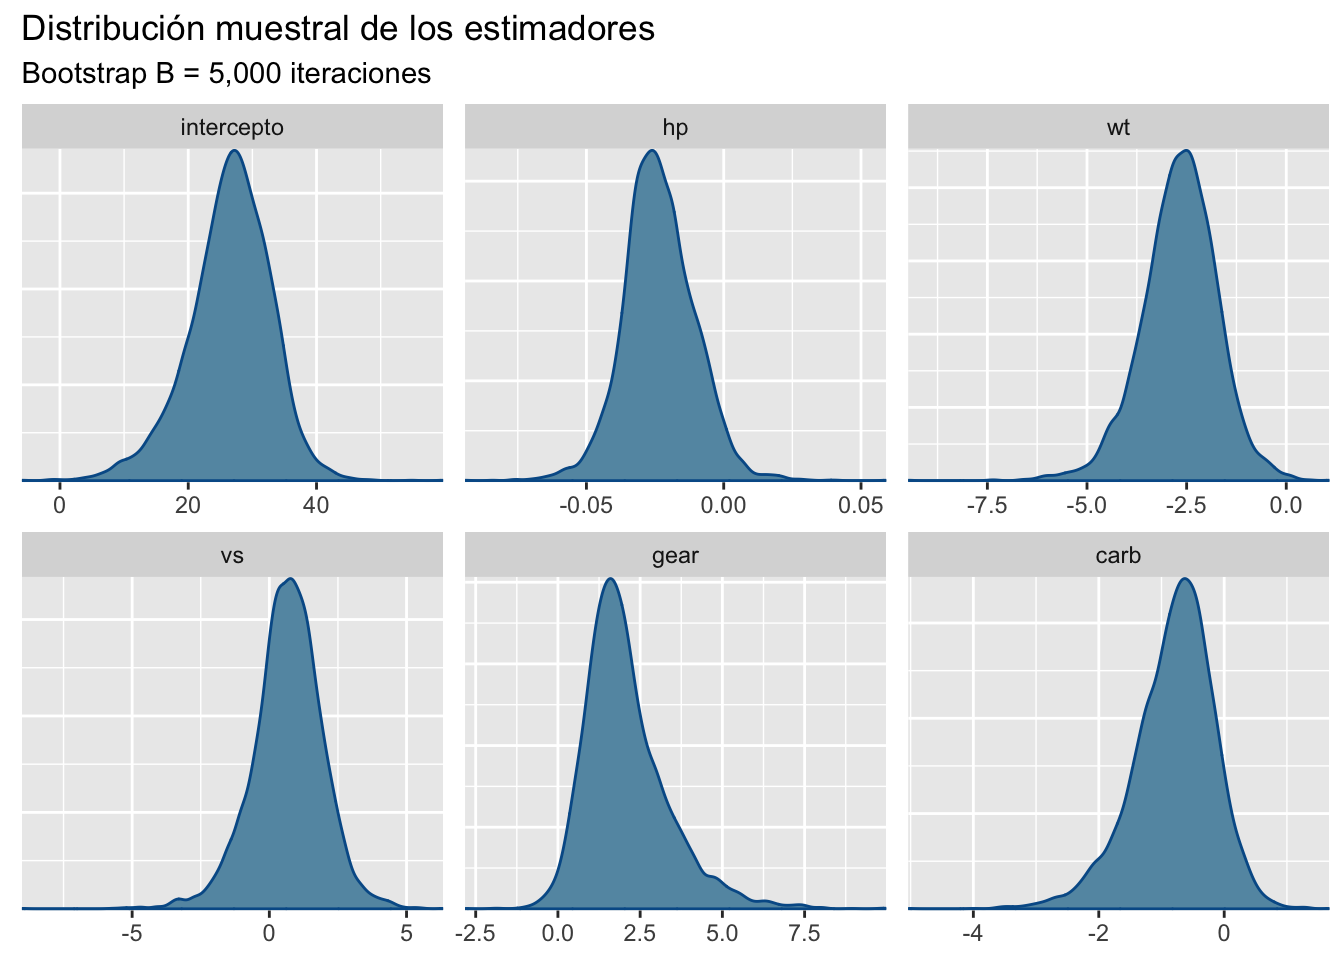 Distribución muestral de los estimadores
Bootstrap B = 5,000 iteraciones
intercepto
hp
wt
0 20 40
-0.05 0.00 0.05
-7.5 -5.0 -2.5 0.0
vs
gear
carb
-5 0 5
-2.5 0.0 2.5 5.0 7.5
-4 -2 0